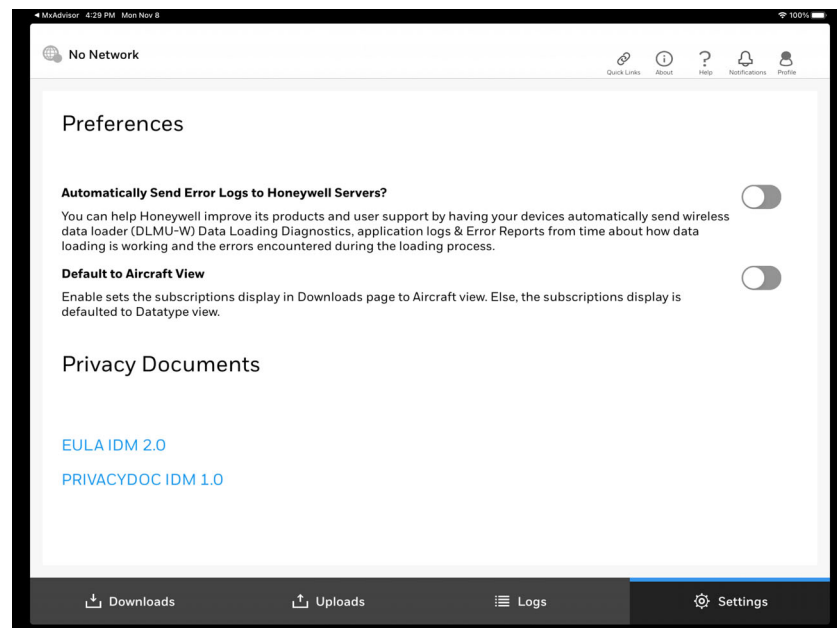 MxAdvisor 4:29 PM Mon Nov 8
100%
No Network
Quick Links About Help Notifications Profile
Preferences
Automatically Send Error Logs to Honeywell Servers?
You can help Honeywell improve its products and user support by having your devices automatically send wireless
data loader (DLMU-W) Data Loading Diagnostics, application logs & Error Reports from time about how data
loading is working and the errors encountered during the loading process.
Default to Aircraft View
Enable sets the subscriptions display in Downloads page to Aircraft view. Else, the subscriptions display is
defaulted to Datatype view.
Privacy Documents
EULA IDM 2.0
PRIVACYDOC IDM 1.0
Downloads Uploads Logs Settings